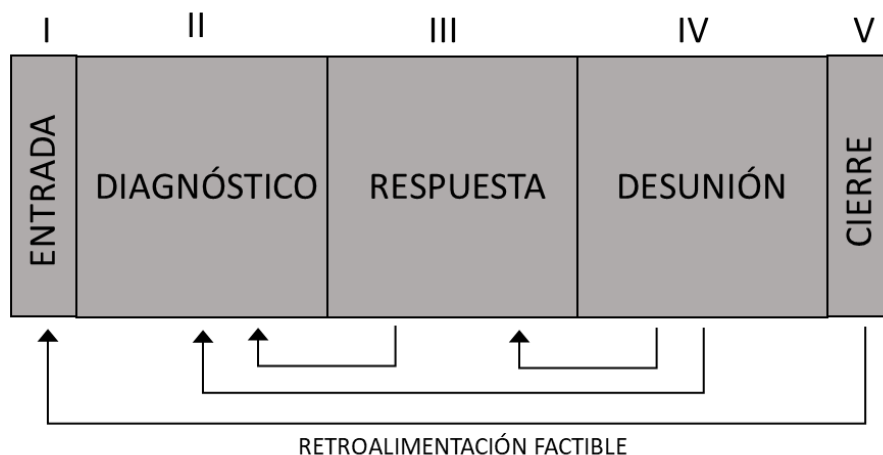 I
II
III
IV
V
ENTRADA
DIAGNÓSTICO
RESPUESTA
DESUNIÓN
CIERRE
RETROALIMENTACIÓN FACTIBLE